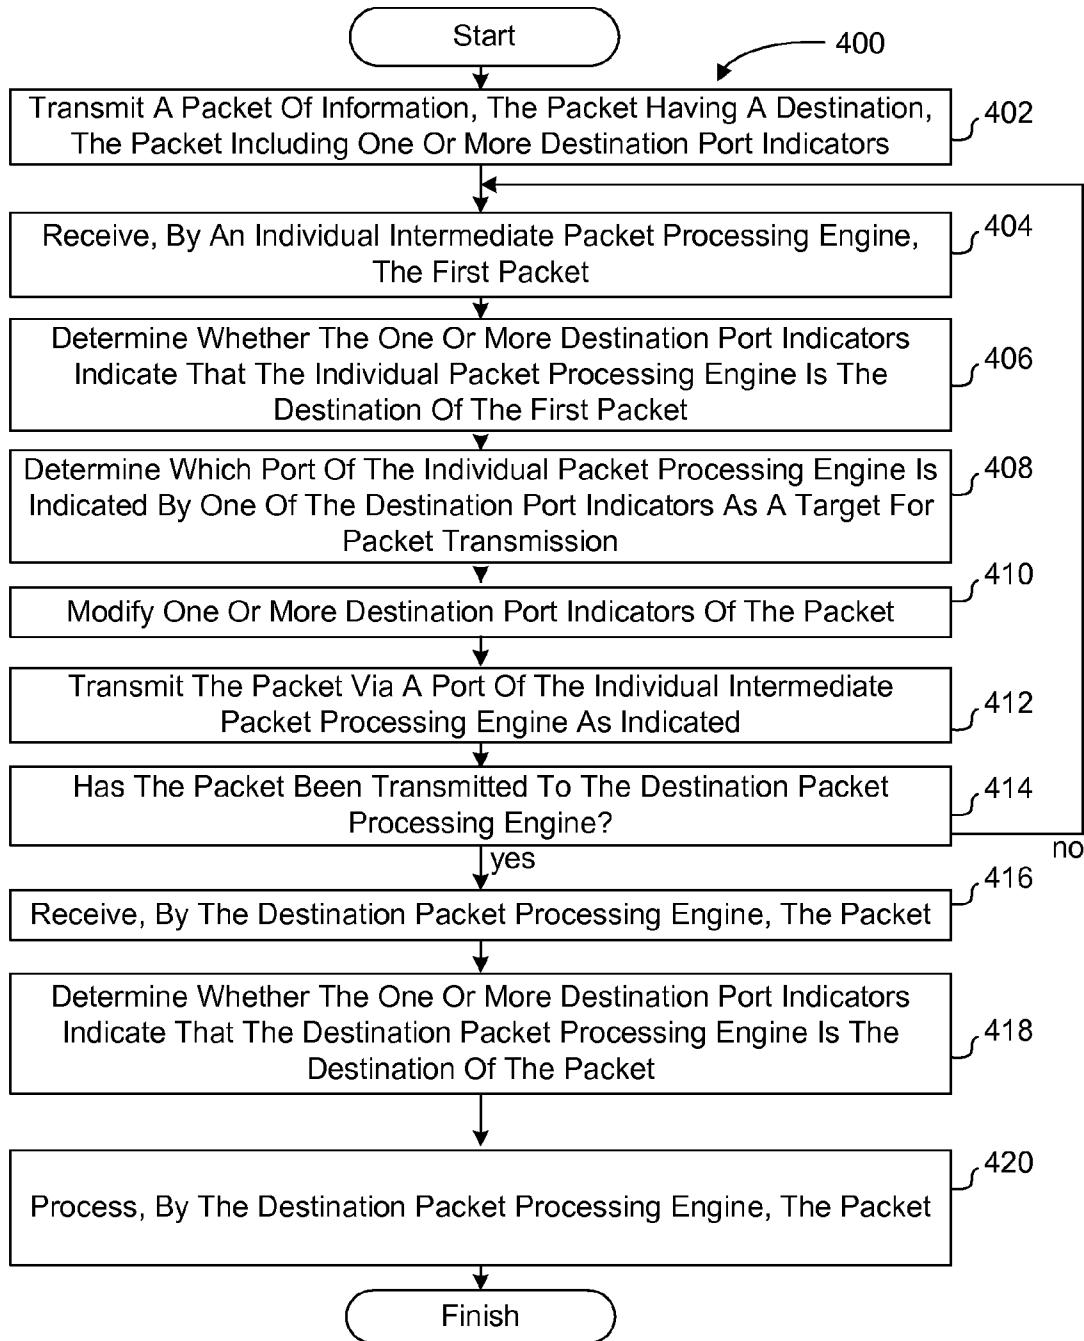 Start
400
Transmit A Packet Of Information, The Packet Having A Destination,
The Packet Including One Or More Destination Port Indicators
402
Receive, By An Individual Intermediate Packet Processing Engine,
The First Packet
404
Determine Whether The One Or More Destination Port Indicators
Indicate That The Individual Packet Processing Engine Is The
Destination Of The First Packet
406
Determine Which Port Of The Individual Packet Processing Engine Is
Indicated By One Of The Destination Port Indicators As A Target For
Packet Transmission
408
Modify One Or More Destination Port Indicators Of The Packet
410
Transmit The Packet Via A Port Of The Individual Intermediate
Packet Processing Engine As Indicated
412
Has The Packet Been Transmitted To The Destination Packet
Processing Engine?
414
no
yes
Receive, By The Destination Packet Processing Engine, The Packet
416
Determine Whether The One Or More Destination Port Indicators
Indicate That The Destination Packet Processing Engine Is The
Destination Of The Packet
418
Process, By The Destination Packet Processing Engine, The Packet
420
Finish